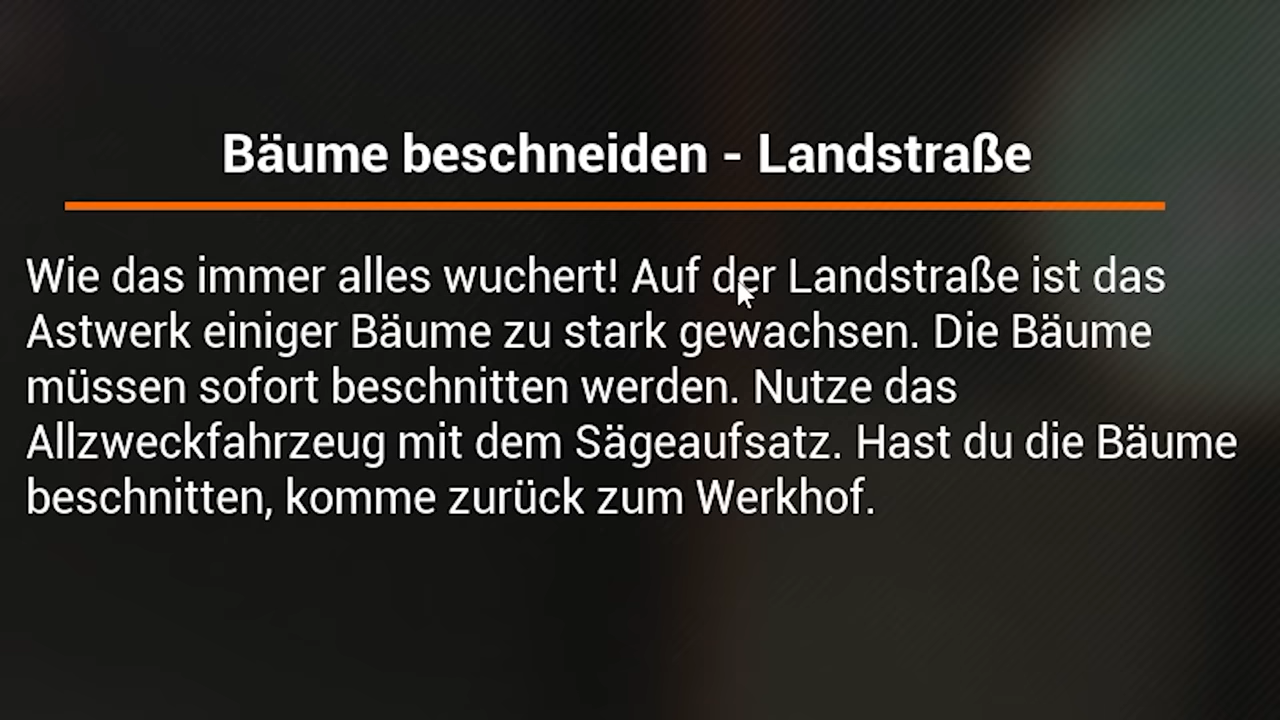 Bäume beschneiden - Landstraße
Wie das immer alles wuchert! Auf der Landstraße ist das
Astwerk einiger Bäume zu stark gewachsen. Die Bäume
müssen sofort beschnitten werden. Nutze das
Allzweckfahrzeug mit dem Sägeaufsatz. Hast du die Bäume
beschnitten, komme zurück zum Werkhof.